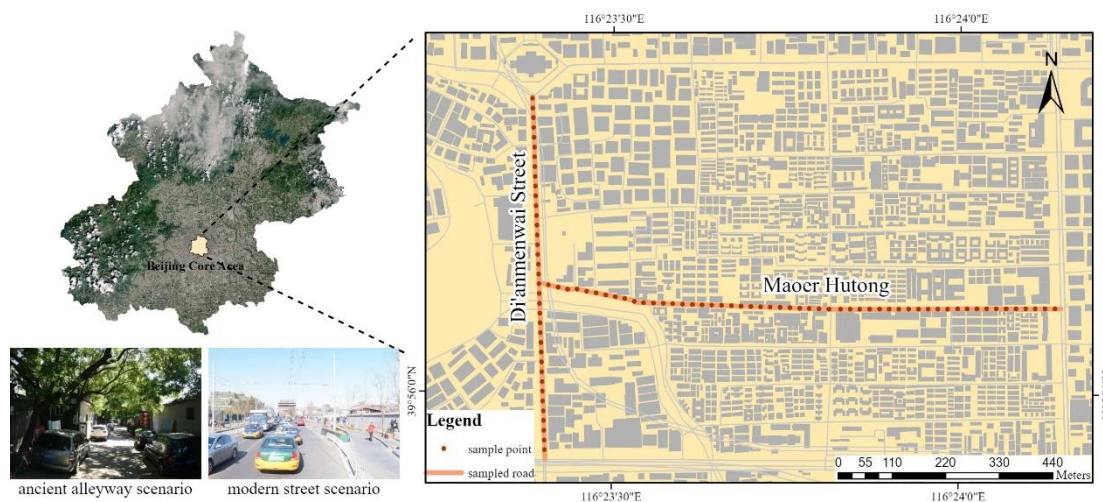 116°23'30"E
116°24'0"E
N
Di'anmenwai Street
Maoer Hutong
Beijing Core Area
39°56'0"N
Legend
sample point
sampled road
0 55 110 220 330 440
Meters
ancient alleyway scenario
modern street scenario
116°23'30"E
116°24'0"E